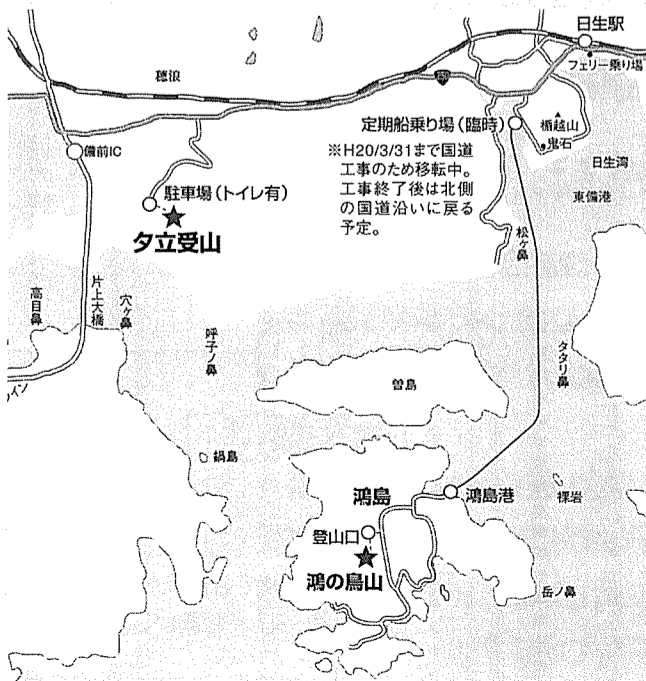 日生駅
フェリー乗り場
穂浪
250
定期船乗り場(臨時)
楯越山
鬼石
備前IC
※H20/3/31まで国道
工事のため移転中。
工事終了後は北側
の国道沿いに戻る
予定。
日生湾
東備港
駐車場(トイレ有)
夕立受山
松ヶ鼻
高目鼻
片上大橋
穴ヶ鼻
呼子ノ鼻
タタリ鼻
曽島
イン
鍋島
鴻島
鴻島港
裸岩
登山口
鴻の鳥山
岳ノ鼻